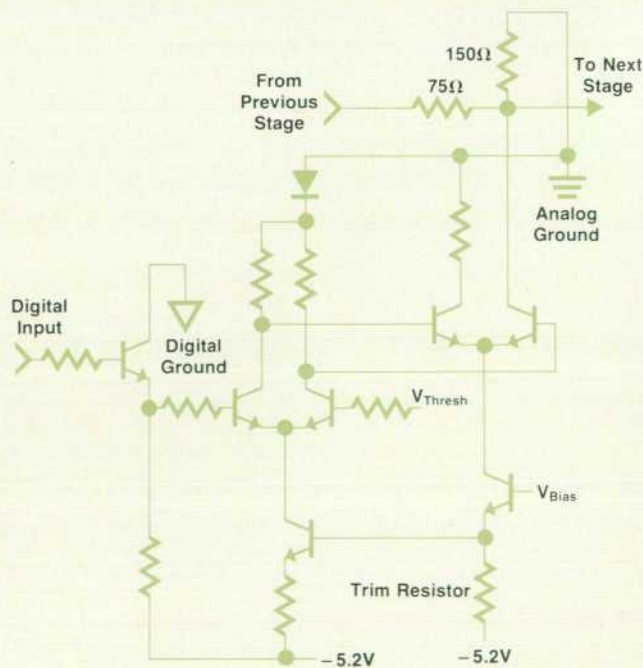 150Ω
To Next
Stage
From
Previous
Stage
75Ω
Analog
Ground
Digital
Input
Digital
Ground
VThresh
VBias
Trim Resistor
–5.2V
–5.2V